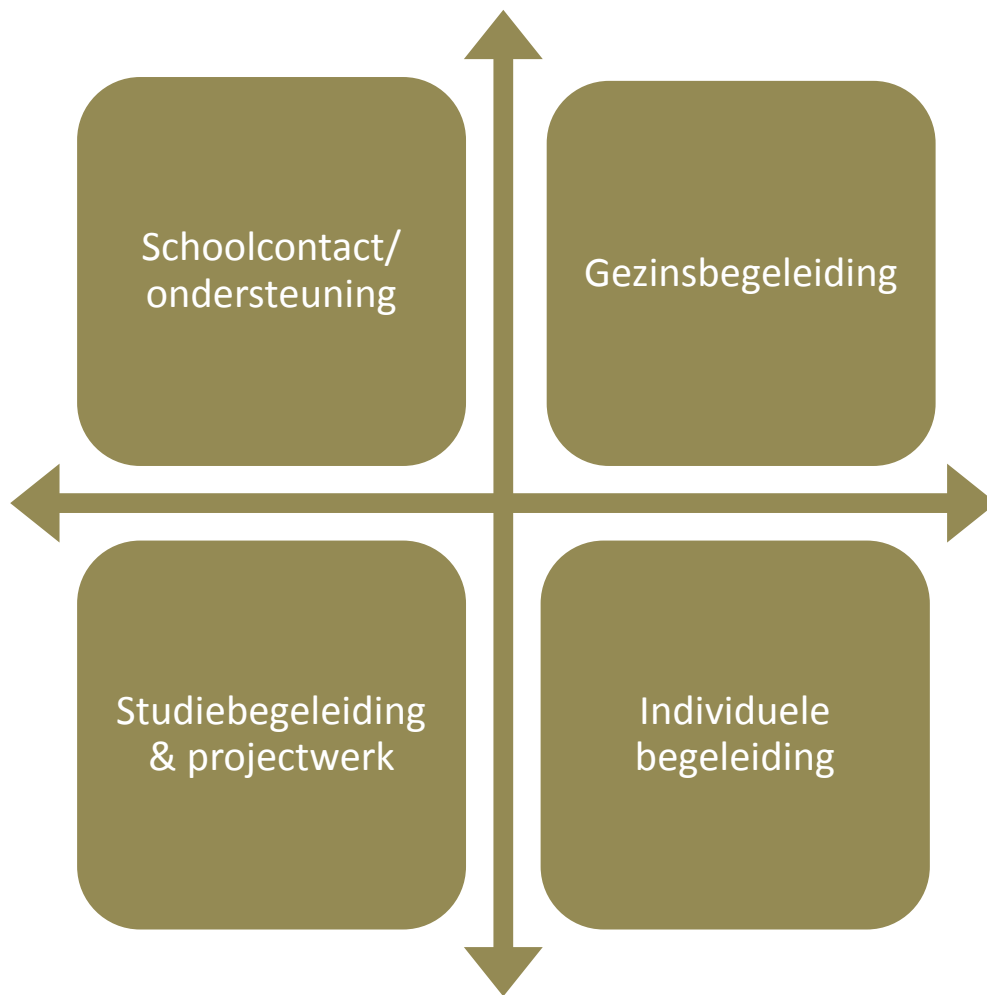 Schoolcontact/
ondersteuning
Gezinsbegeleiding
Studiebegeleiding
& projectwerk
Individuele
begeleiding